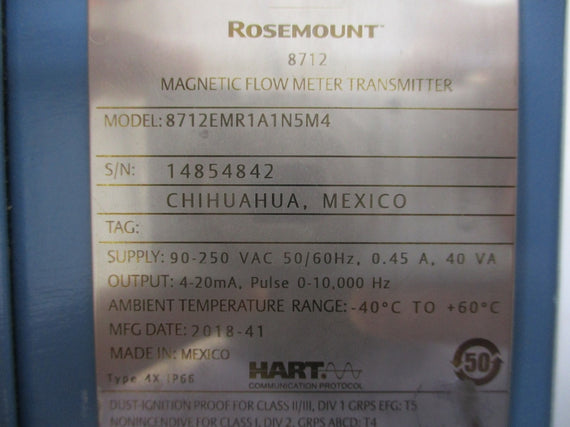 ROSEMOUNT™
8712
MAGNETIC FLOW METER TRANSMITTER
MODEL: 8712EMR1A1N5M4
S/N: 14854842
CHIHUAHUA, MEXICO
TAG:
SUPPLY: 90-250 VAC 50/60Hz, 0.45 A, 40 VA
OUTPUT: 4-20mA, Pulse 0-10,000 Hz
AMBIENT TEMPERATURE RANGE: -40°C TO +60°C
MFG DATE: 2018-41
MADE IN: MEXICO
HART
COMMUNICATION PROTOCOL
50
Type 4X IP66
DUST-IGNITION PROOF FOR CLASS II/III, DIV 1 GRPS EFG: T5
NONINCENDIVE FOR CLASS I, DIV 2, GRPS ABCD: T4